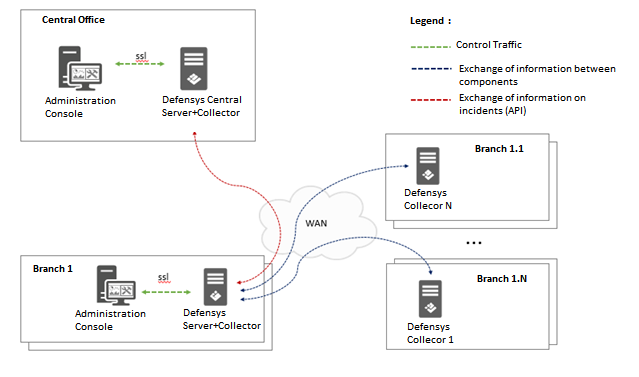 Central Office
ssl
Administration
Console
Defensys Central
Server+Collector
Legend :
Control Traffic
Exchange of information between
components
Exchange of information on
incidents (API)
Branch 1.1
Defensys
Collecor N
WAN
...
Branch 1
ssl
Administration
Console
Defensys
Server+Collector
Branch 1.N
Defensys
Collecor 1